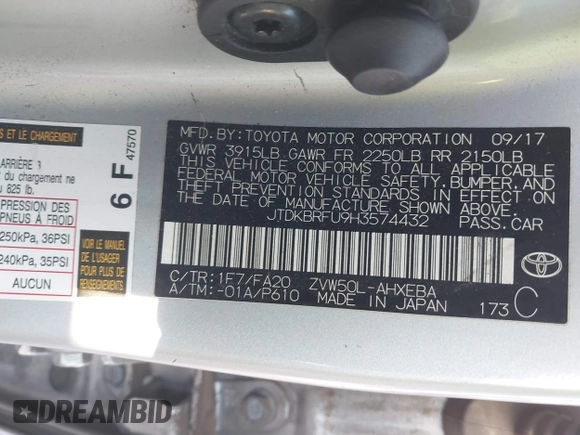 S ET LE CHARGEMENT
ARRIÈRE 3
du chargement ne
au 825 lb.
PRESSION DES
PNEUS À FROID
250kPa, 36PSI
240kPa, 35PSI
AUCUN
VOIR LE MANUEL
DE L'USAGER
POUR PLUS DE
RENSEIGNEMENTS
6 F
47570
MFD. BY: TOYOTA MOTOR CORPORATION 09/17
GVWR 3915LB GAWR FR 2250LB RR 2150LB
THIS VEHICLE CONFORMS TO ALL APPLICABLE
FEDERAL MOTOR VEHICLE SAFETY, BUMPER, AND
THEFT PREVENTION STANDARDS IN EFFECT ON
THE DATE OF MANUFACTURE SHOWN ABOVE.
JTDKBRFU9H3574432 PASS.CAR
C/TR:1F7/FA20 ZVW50L-AHXEBA
A/TM:-01A/P610 MADE IN JAPAN 173 C
TOYOTA
DREAMBID